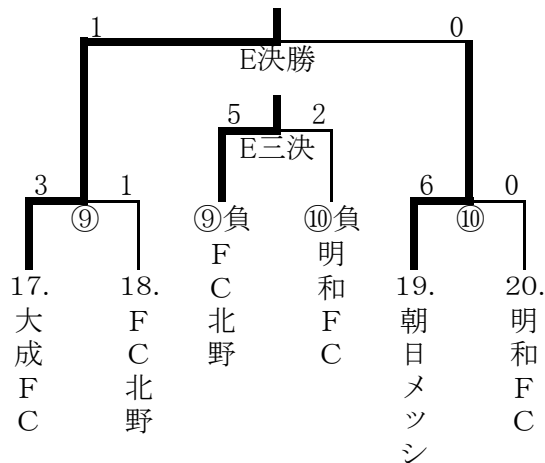 1 0
E決勝
5 2
E三決
3 1 6 0
⑨ ⑨負 ⑩負 ⑩
FC北野
明和FC
17. 18. 19. 20.
大成FC
FC北野
朝日メッシ
明和FC